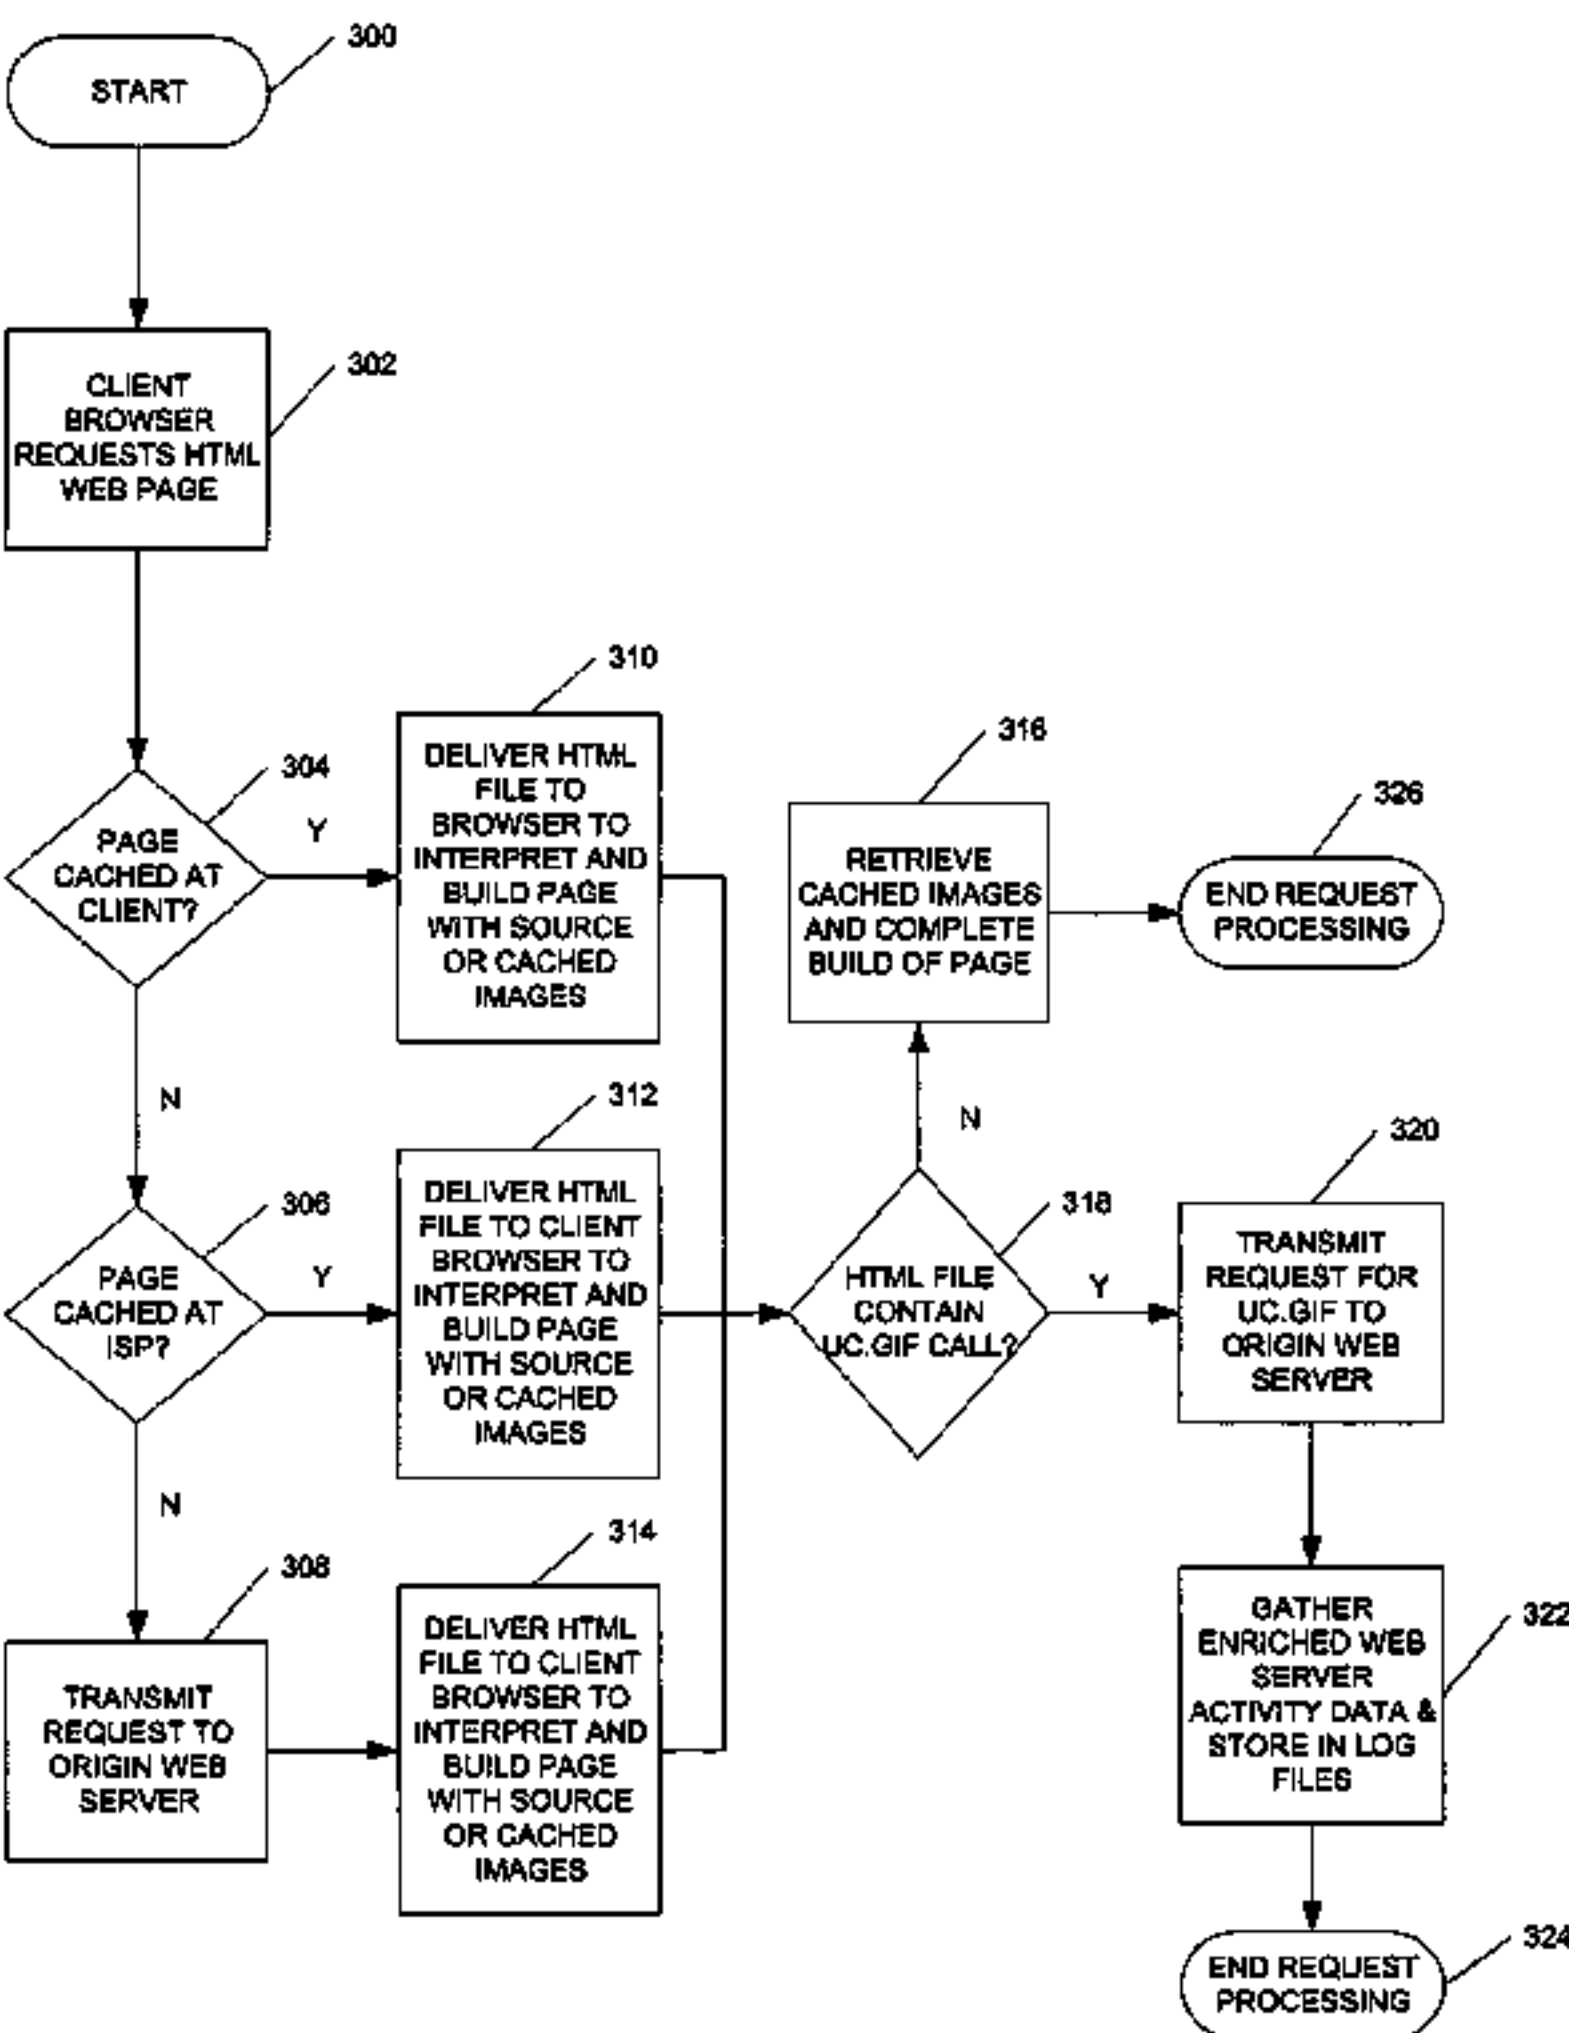 300
START
302
CLIENT
BROWSER
REQUESTS HTML
WEB PAGE
304
PAGE
CACHED AT
CLIENT?
Y
N
310
DELIVER HTML
FILE TO
BROWSER TO
INTERPRET AND
BUILD PAGE
WITH SOURCE
OR CACHED
IMAGES
306
PAGE
CACHED AT
ISP?
Y
N
312
DELIVER HTML
FILE TO CLIENT
BROWSER TO
INTERPRET AND
BUILD PAGE
WITH SOURCE
OR CACHED
IMAGES
308
TRANSMIT
REQUEST TO
ORIGIN WEB
SERVER
314
DELIVER HTML
FILE TO CLIENT
BROWSER TO
INTERPRET AND
BUILD PAGE
WITH SOURCE
OR CACHED
IMAGES
316
RETRIEVE
CACHED IMAGES
AND COMPLETE
BUILD OF PAGE
326
END REQUEST
PROCESSING
N
318
HTML FILE
CONTAIN
UC.GIF CALL?
Y
320
TRANSMIT
REQUEST FOR
UC.GIF TO
ORIGIN WEB
SERVER
322
GATHER
ENRICHED WEB
SERVER
ACTIVITY DATA &
STORE IN LOG
FILES
324
END REQUEST
PROCESSING